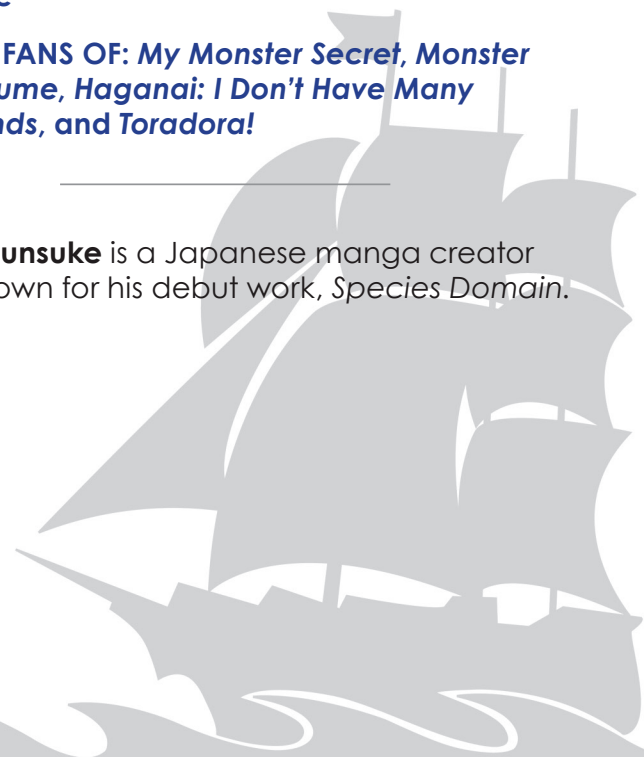 FANS OF: My Monster Secret, Monster
ume, Haganai: I Don't Have Many
nds, and Toradora!
unsuke is a Japanese manga creator
own for his debut work, Species Domain.